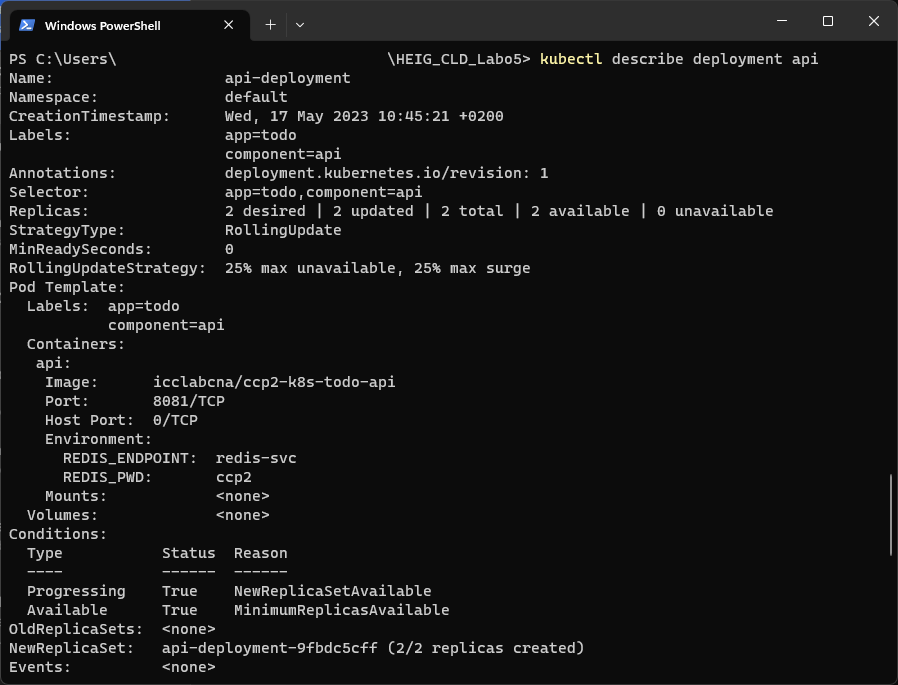 Windows PowerShell
PS C:\Users\                              \HEIG_CLD_Labo5> kubectl describe deployment api
Name:                   api-deployment
Namespace:              default
CreationTimestamp:      Wed, 17 May 2023 10:45:21 +0200
Labels:                 app=todo
                        component=api
Annotations:            deployment.kubernetes.io/revision: 1
Selector:               app=todo,component=api
Replicas:               2 desired | 2 updated | 2 total | 2 available | 0 unavailable
StrategyType:           RollingUpdate
MinReadySeconds:        0
RollingUpdateStrategy:  25% max unavailable, 25% max surge
Pod Template:
  Labels:  app=todo
           component=api
  Containers:
   api:
    Image:      icclabcna/ccp2-k8s-todo-api
    Port:       8081/TCP
    Host Port:  0/TCP
    Environment:
      REDIS_ENDPOINT:  redis-svc
      REDIS_PWD:       ccp2
    Mounts:            <none>
  Volumes:             <none>
Conditions:
  Type           Status  Reason
  ----           ------  ------
  Progressing    True    NewReplicaSetAvailable
  Available      True    MinimumReplicasAvailable
OldReplicaSets:  <none>
NewReplicaSet:   api-deployment-9fbdc5cff (2/2 replicas created)
Events:          <none>